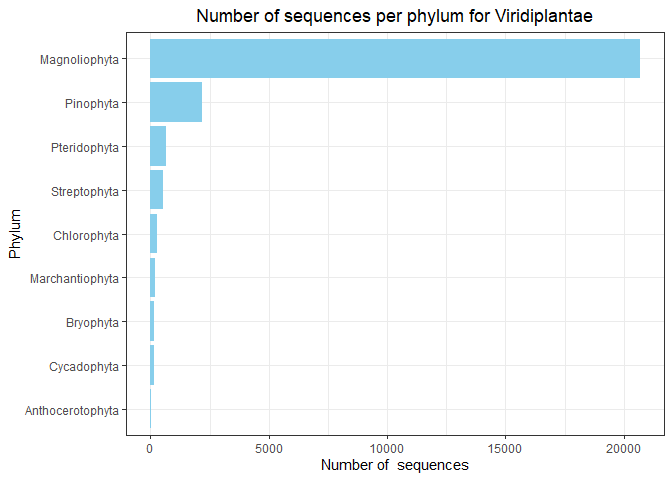 Number of sequences per phylum for Viridiplantae
Phylum
Magnoliophyta
Pinophyta
Pteridophyta
Streptophyta
Chlorophyta
Marchantiophyta
Bryophyta
Cycadophyta
Anthocerotophyta
0 5000 10000 15000 20000
Number of  sequences